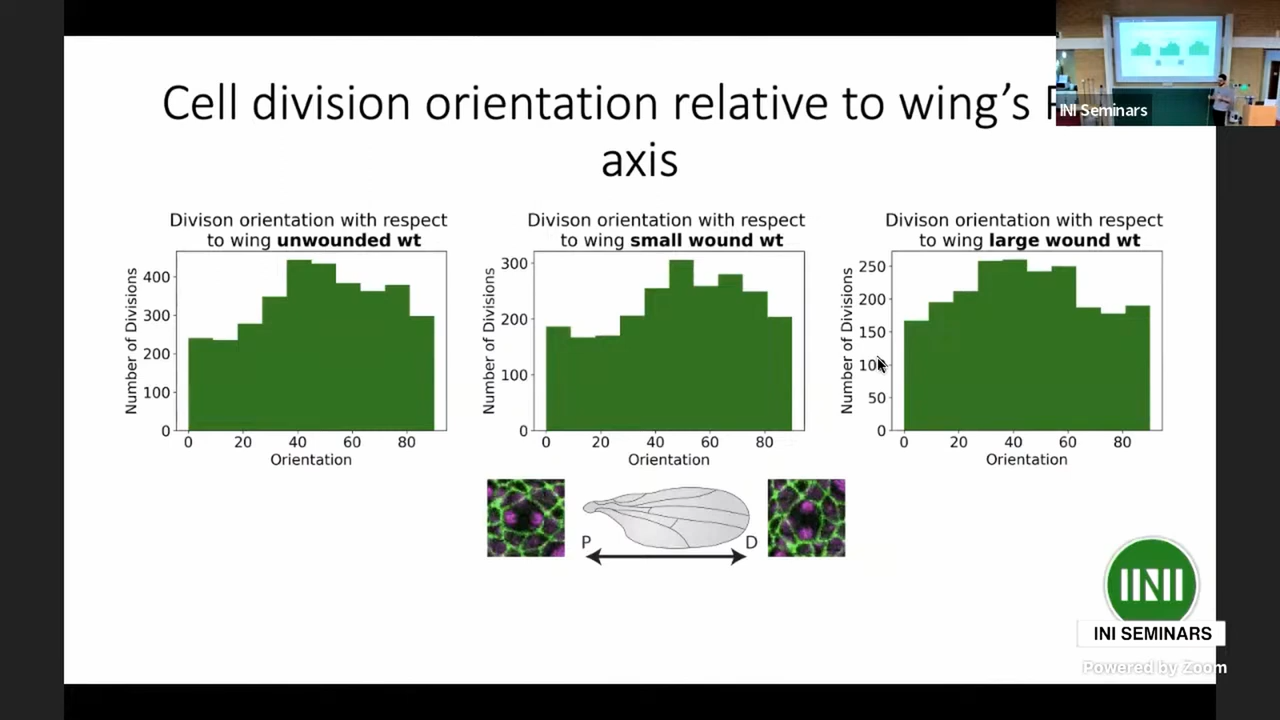 Cell division orientation relative to wing's
axis
INI Seminars
Divison orientation with respect
to wing unwounded wt
Number of Divisions
400
300
200
100
0
0 20 40 60 80
Orientation
Divison orientation with respect
to wing small wound wt
Number of Divisions
300
200
100
0
0 20 40 60 80
Orientation
Divison orientation with respect
to wing large wound wt
Number of Divisions
250
200
150
50
0
0 20 40 60 80
Orientation
P D
INI
INI SEMINARS
Powered by Zoom